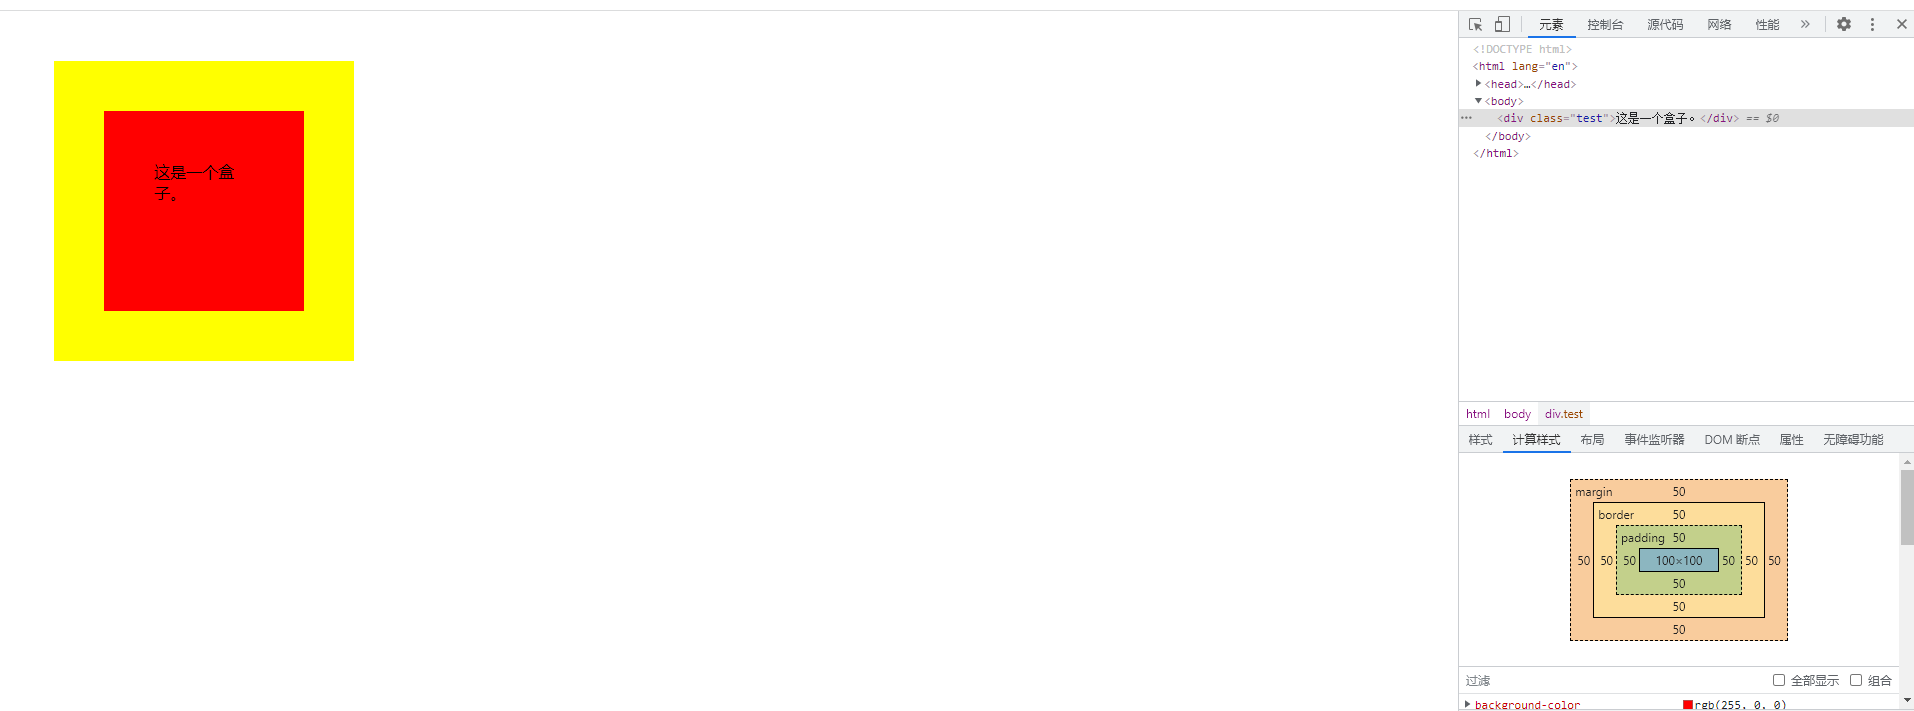 这是一个盒
子。
元素 控制台 源代码 网络 性能 »
<!DOCTYPE html>
<html lang="en">
<head>…</head>
<body>
<div class="test">这是一个盒子。</div> == $0
</body>
</html>
html body div.test
样式 计算样式 布局 事件监听器 DOM 断点 属性 无障碍功能
margin 50
border 50
padding 50
50 50 50 100×100 50 50 50
50
50
50
过滤 全部显示 组合
background-color rgb(255, 0, 0)